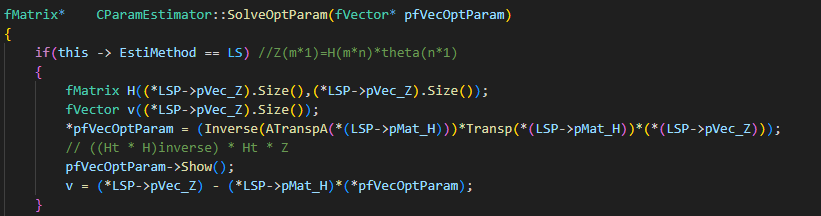 fMatrix*    CParamEstimator::SolveOptParam(fVector* pfVecOptParam)
{
    if(this -> EstiMethod == LS) //Z(m*1)=H(m*n)*theta(n*1)
    {
        fMatrix H((*LSP->pVec_Z).Size(),(*LSP->pVec_Z).Size());
        fVector v((*LSP->pVec_Z).Size());
        *pfVecOptParam = (Inverse(ATranspA(*(LSP->pMat_H)))*Transp(*(LSP->pMat_H))*(*(LSP->pVec_Z)));
        // ((Ht * H)inverse) * Ht * Z
        pfVecOptParam->Show();
        v = (*LSP->pVec_Z) - (*LSP->pMat_H)*(*pfVecOptParam);
    }